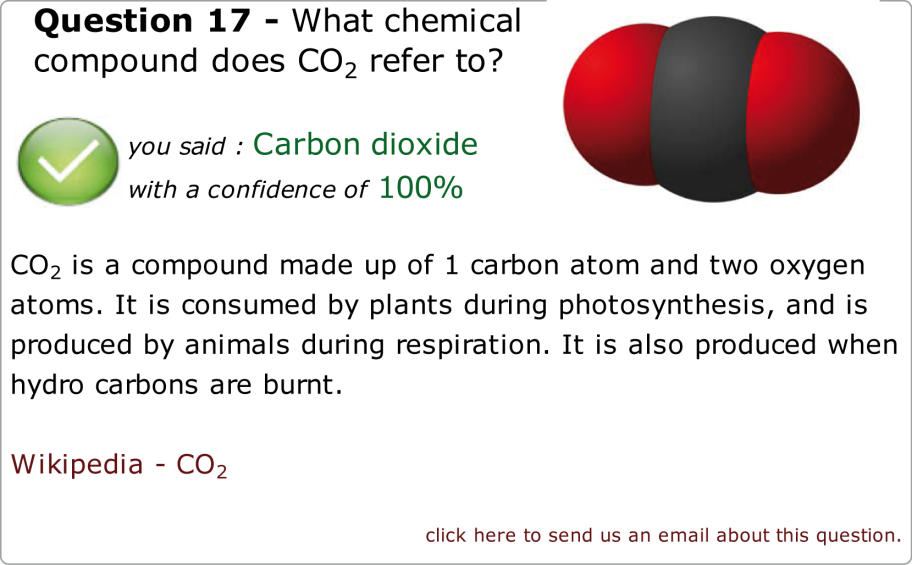 Question 17 - What chemical
compound does CO₂ refer to?
you said : Carbon dioxide
with a confidence of 100%
CO₂ is a compound made up of 1 carbon atom and two oxygen
atoms. It is consumed by plants during photosynthesis, and is
produced by animals during respiration. It is also produced when
hydro carbons are burnt.
Wikipedia - CO₂
click here to send us an email about this question.